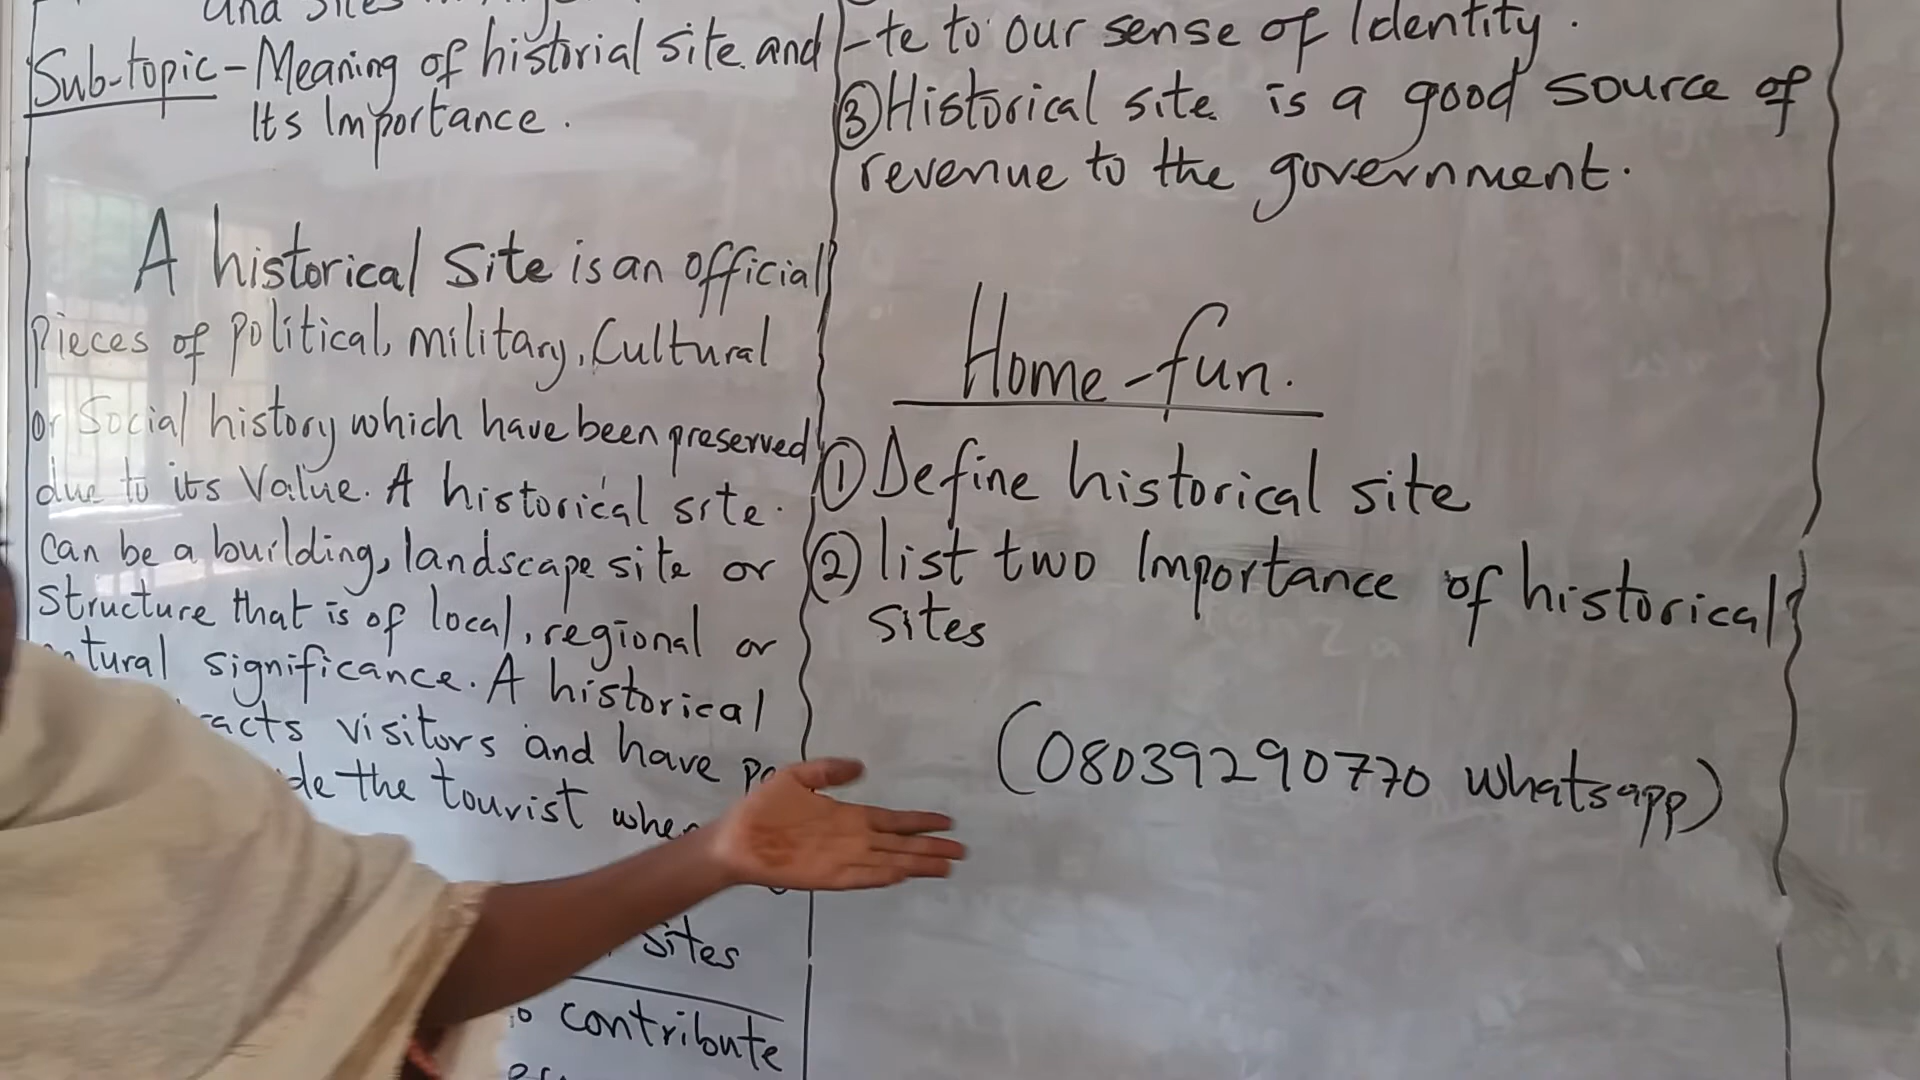 and Sites in
Sub-topic - Meaning of historial site and
Its Importance.
A historical Site is an official
Pieces of Political, military, Cultural
or Social history which have been preserved
due to its Value. A historical site.
can be a building, landscape site or
Structure that is of local, regional or
significance. A historical
visitors and have
the tourist
sites
contribute
-te to our sense of Identity.
③ Historical site is a good source of
revenue to the government.
Home-fun.
① Define historical site
② list two Importance of historical
sites
(08039290770 whatsapp)